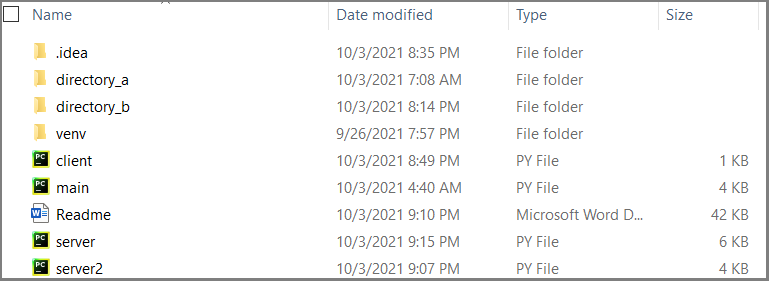 Name Date modified Type Size
.idea 10/3/2021 8:35 PM File folder
directory_a 10/3/2021 7:08 AM File folder
directory_b 10/3/2021 8:14 PM File folder
venv 9/26/2021 7:57 PM File folder
PC client 10/3/2021 8:49 PM PY File 1 KB
PC main 10/3/2021 4:40 AM PY File 4 KB
W Readme 10/3/2021 9:10 PM Microsoft Word D... 42 KB
PC server 10/3/2021 9:15 PM PY File 6 KB
PC server2 10/3/2021 9:07 PM PY File 4 KB